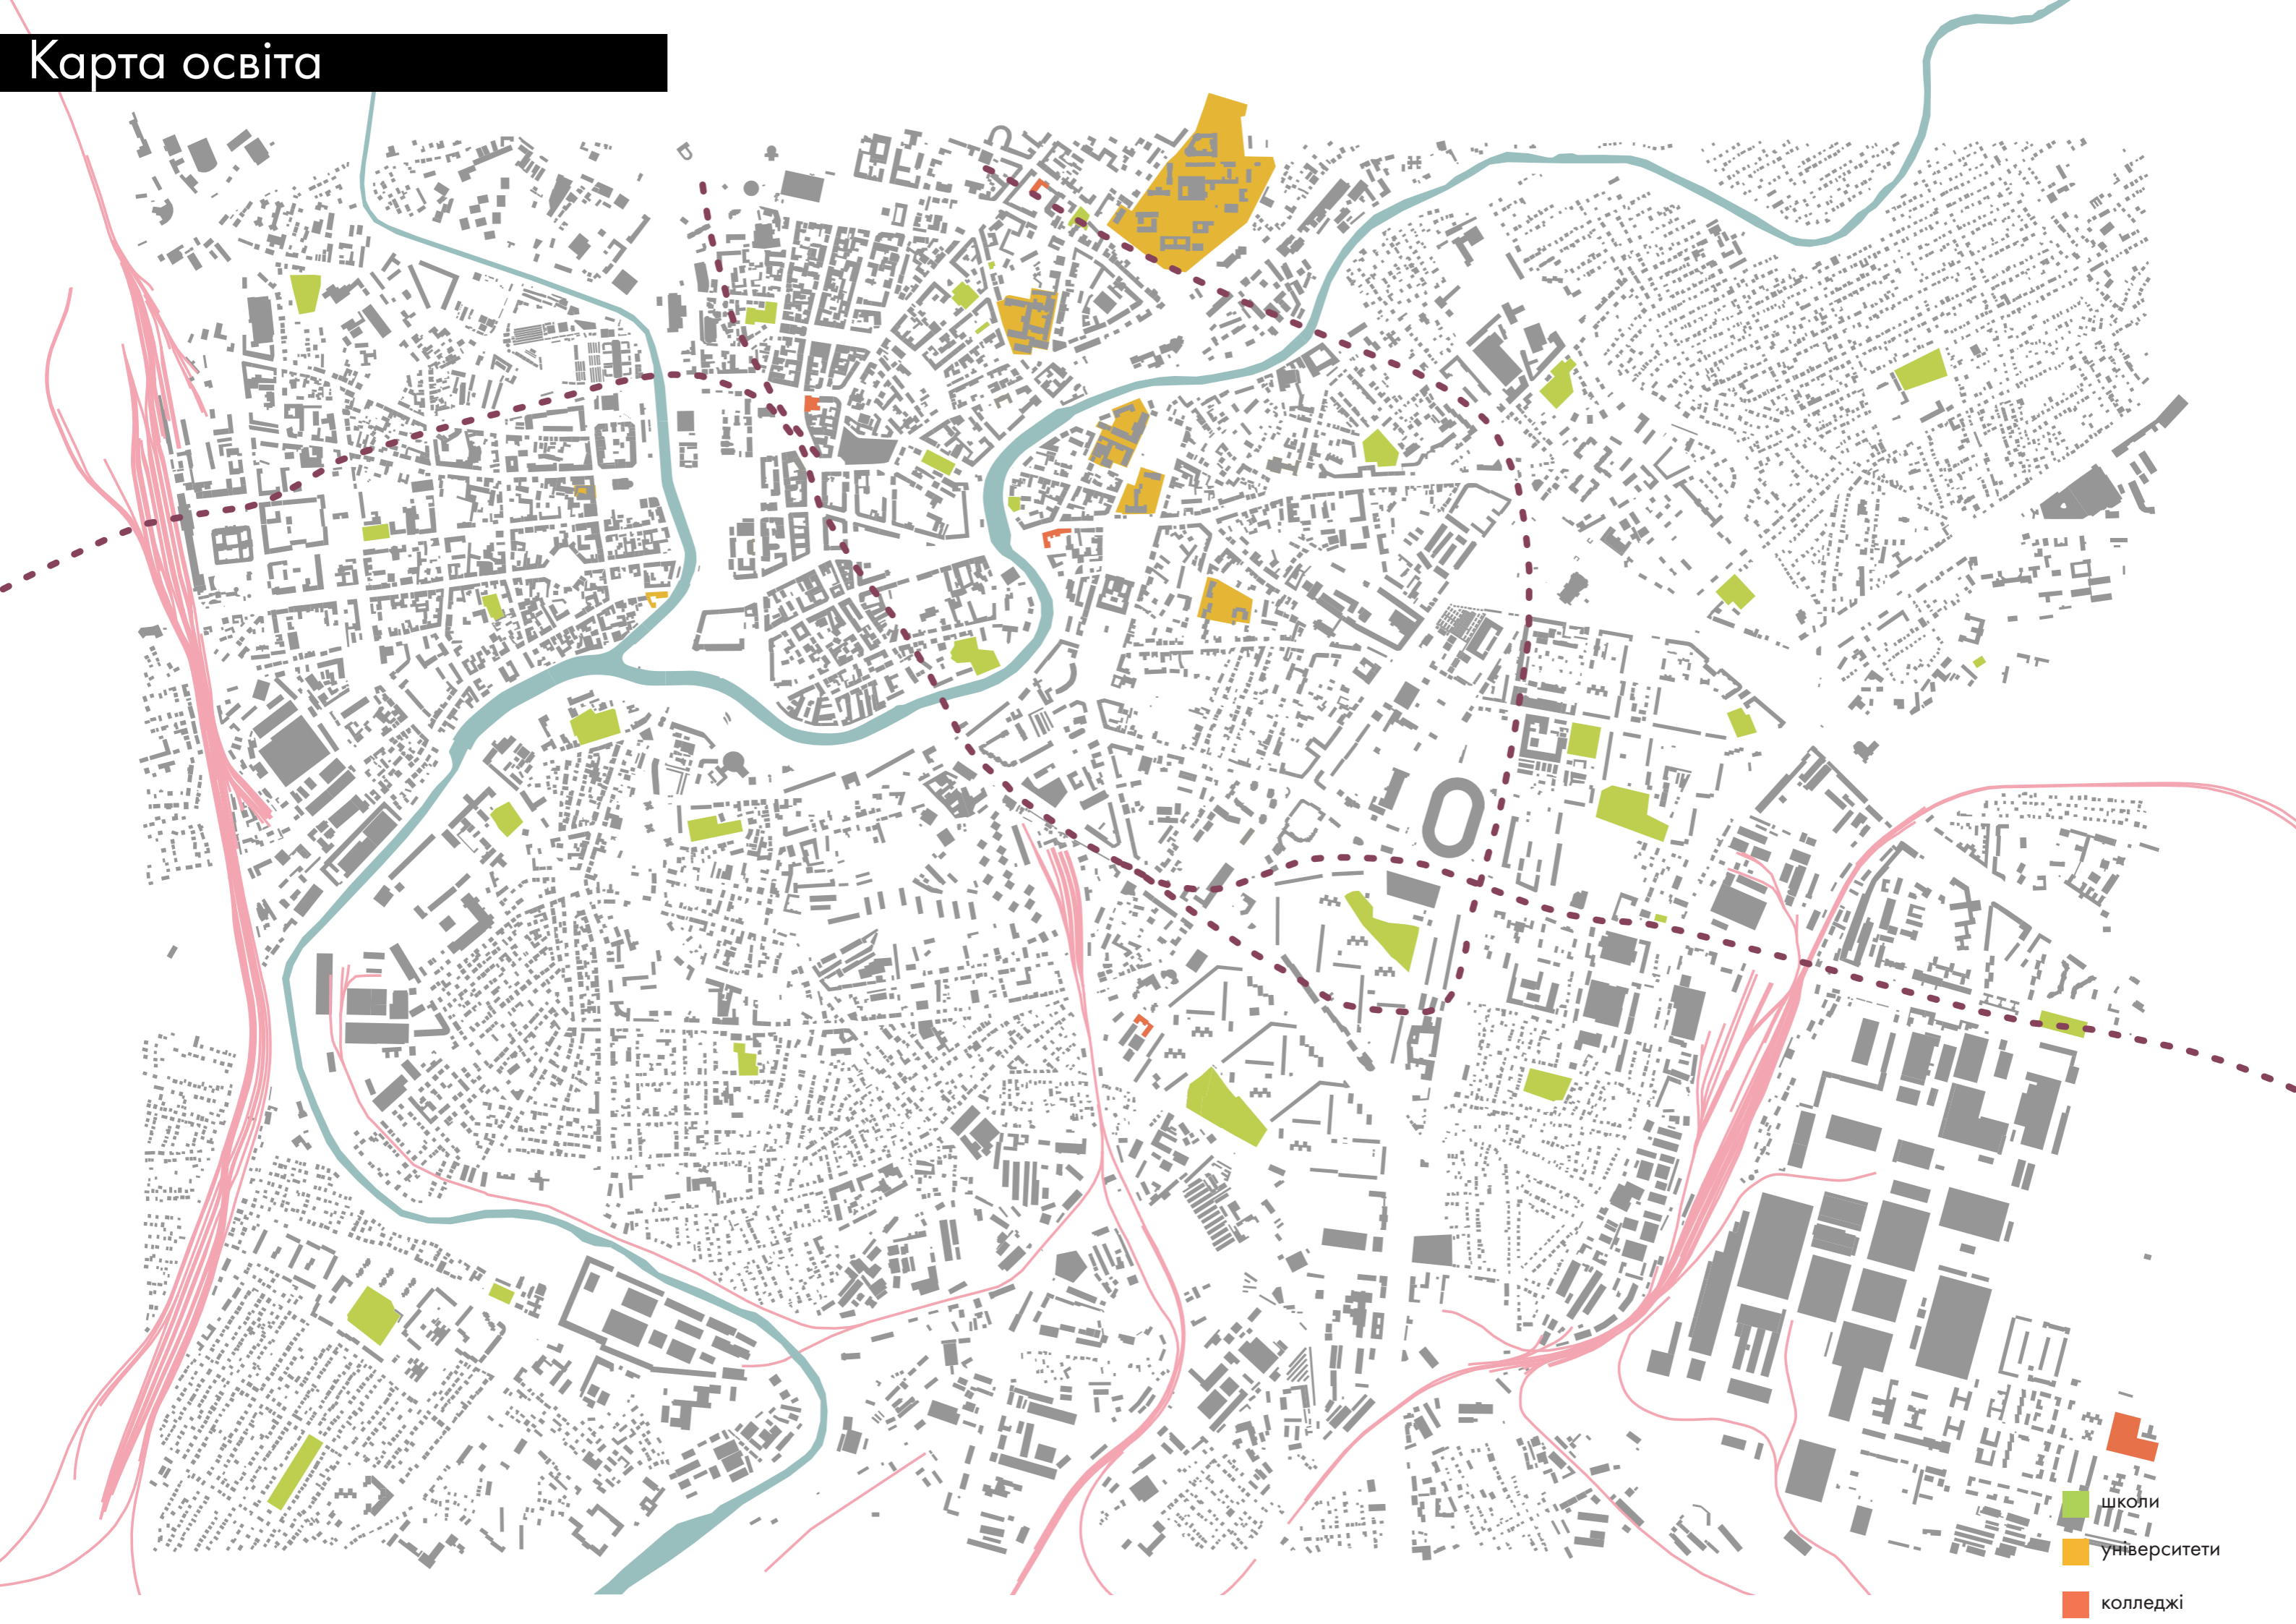 Карта освіта
школи
університети
колледжі